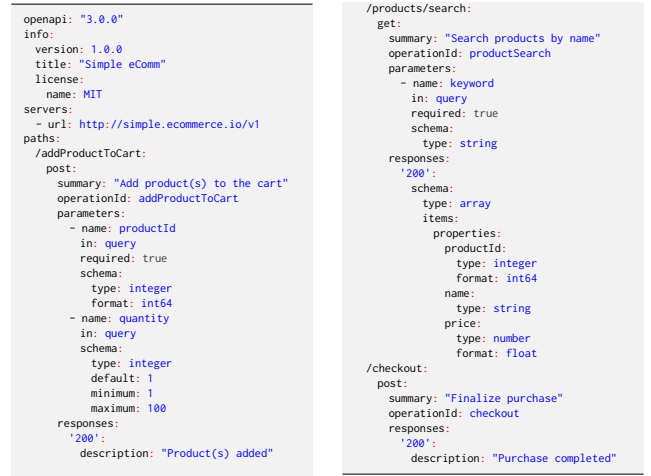 openapi: "3.0.0"
info:
  version: 1.0.0
  title: "Simple eComm"
  license:
    name: MIT
servers:
  - url: http://simple.ecommerce.io/v1
paths:
  /addProductToCart:
    post:
      summary: "Add product(s) to the cart"
      operationId: addProductToCart
      parameters:
        - name: productId
          in: query
          required: true
          schema:
            type: integer
            format: int64
        - name: quantity
          in: query
          schema:
            type: integer
            default: 1
            minimum: 1
            maximum: 100
      responses:
        '200':
          description: "Product(s) added"
  /products/search:
    get:
      summary: "Search products by name"
      operationId: productSearch
      parameters:
        - name: keyword
          in: query
          required: true
          schema:
            type: string
      responses:
        '200':
          schema:
            type: array
            items:
              properties:
                productId:
                  type: integer
                  format: int64
                name:
                  type: string
                price:
                  type: number
                  format: float
  /checkout:
    post:
      summary: "Finalize purchase"
      operationId: checkout
      responses:
        '200':
          description: "Purchase completed"